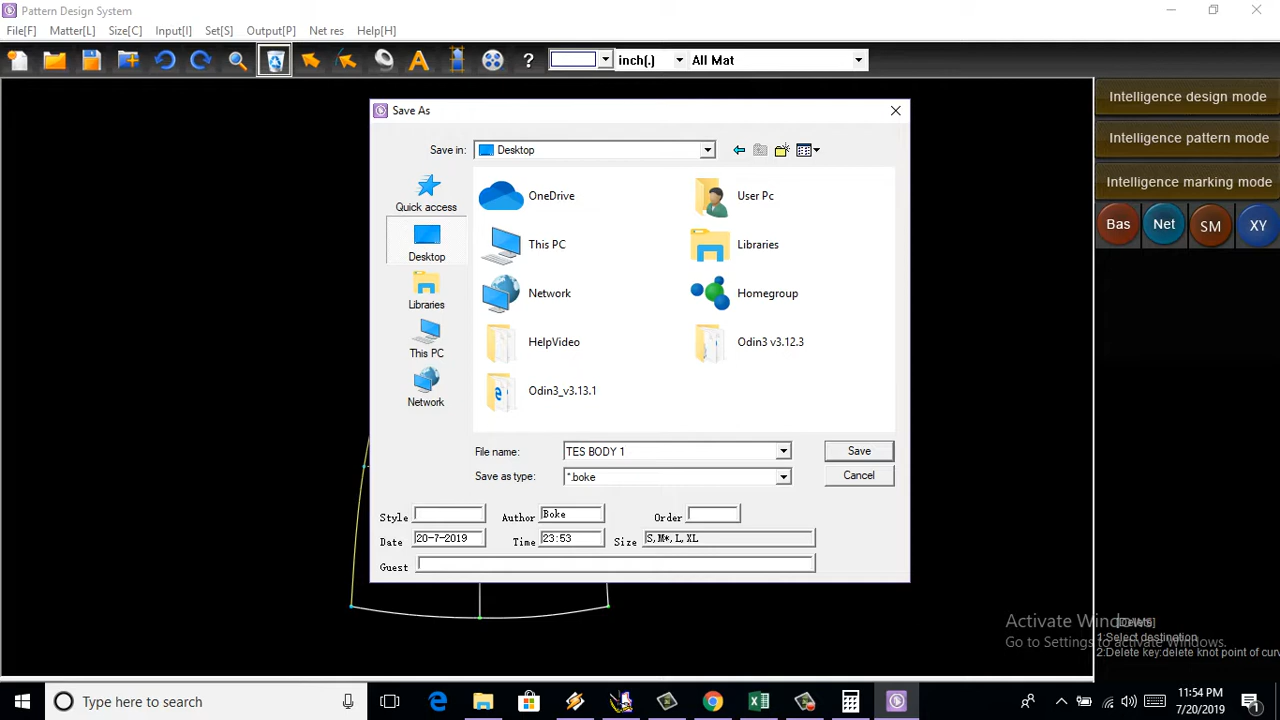 Pattern Design System
File[F] Matter[L] Size[C] Input[I] Set[S] Output[P] Net res Help[H]
A ? inch(.) All Mat
Save As
Save in: Desktop
Quick access
Desktop
Libraries
This PC
Network
OneDrive User Pc
This PC Libraries
Network Homegroup
HelpVideo Odin3 v3.12.3
Odin3_v3.13.1
File name: TES BODY 1 Save
Save as type: *.boke Cancel
Style Author Boke Order
Date 20-7-2019 Time 23:53 Size S,M*,L,XL
Guest
Intelligence design mode
Intelligence pattern mode
Intelligence marking mode
Bas Net SM XY
Activate Windows
Go to Settings to activate Windows.
[Delete]
1:Select destination
2:Delete key:delete knot point of curv
Type here to search
11:54 PM
7/20/2019
1